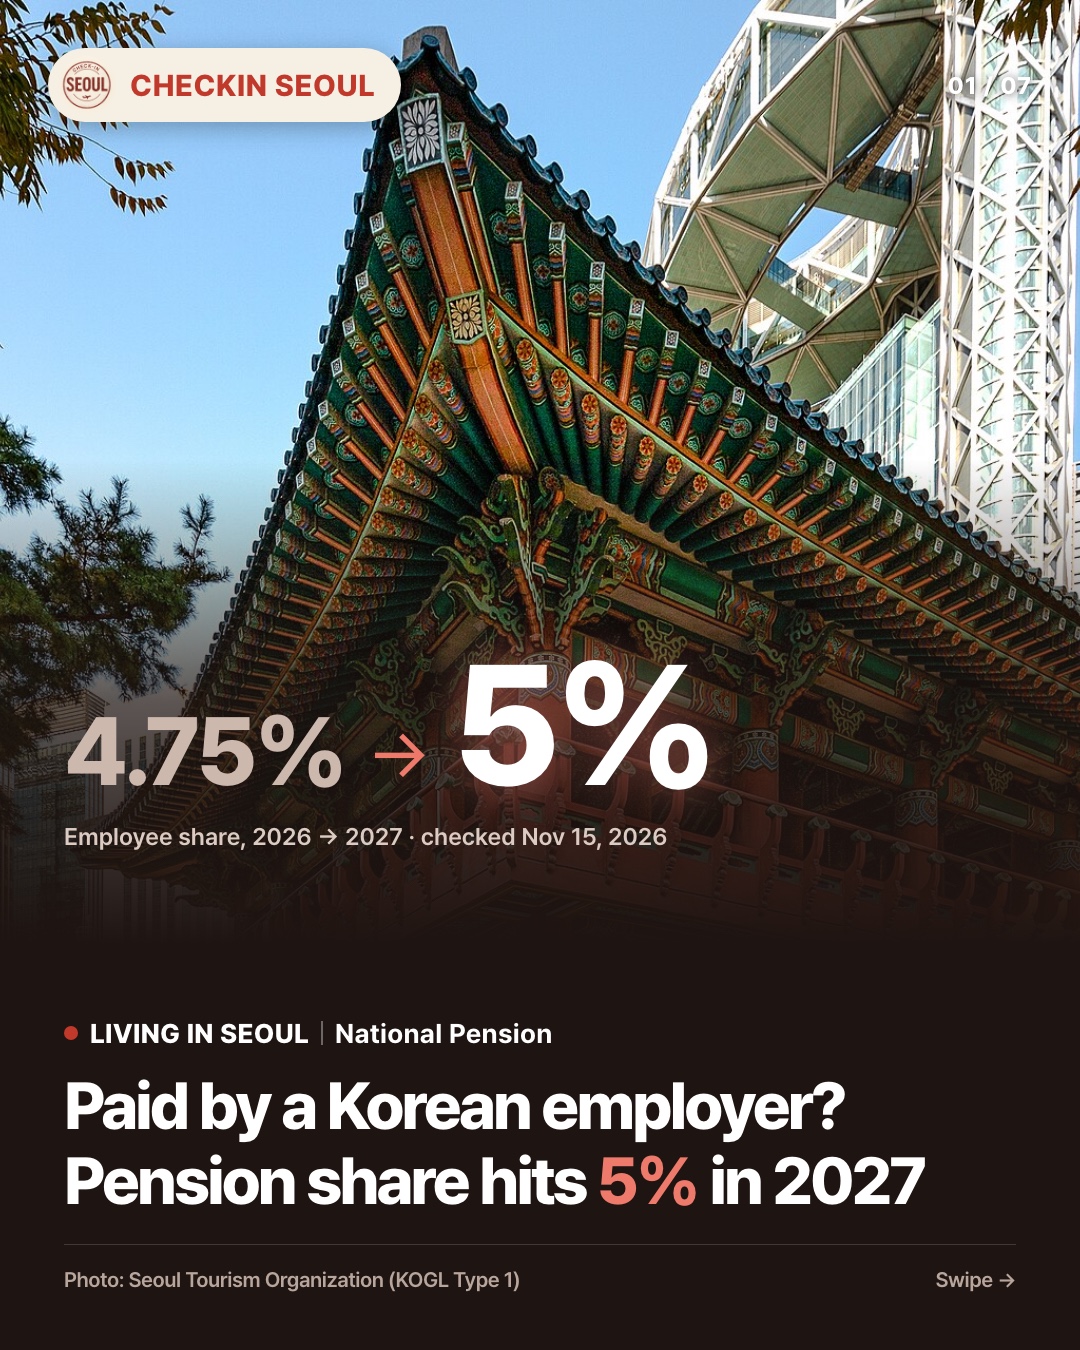 CHECK-IN
SEOUL
CHECKIN SEOUL
01 / 07
4.75% → 5%
Employee share, 2026 → 2027 · checked Nov 15, 2026
LIVING IN SEOUL | National Pension
Paid by a Korean employer?
Pension share hits 5% in 2027
Photo: Seoul Tourism Organization (KOGL Type 1)
Swipe →